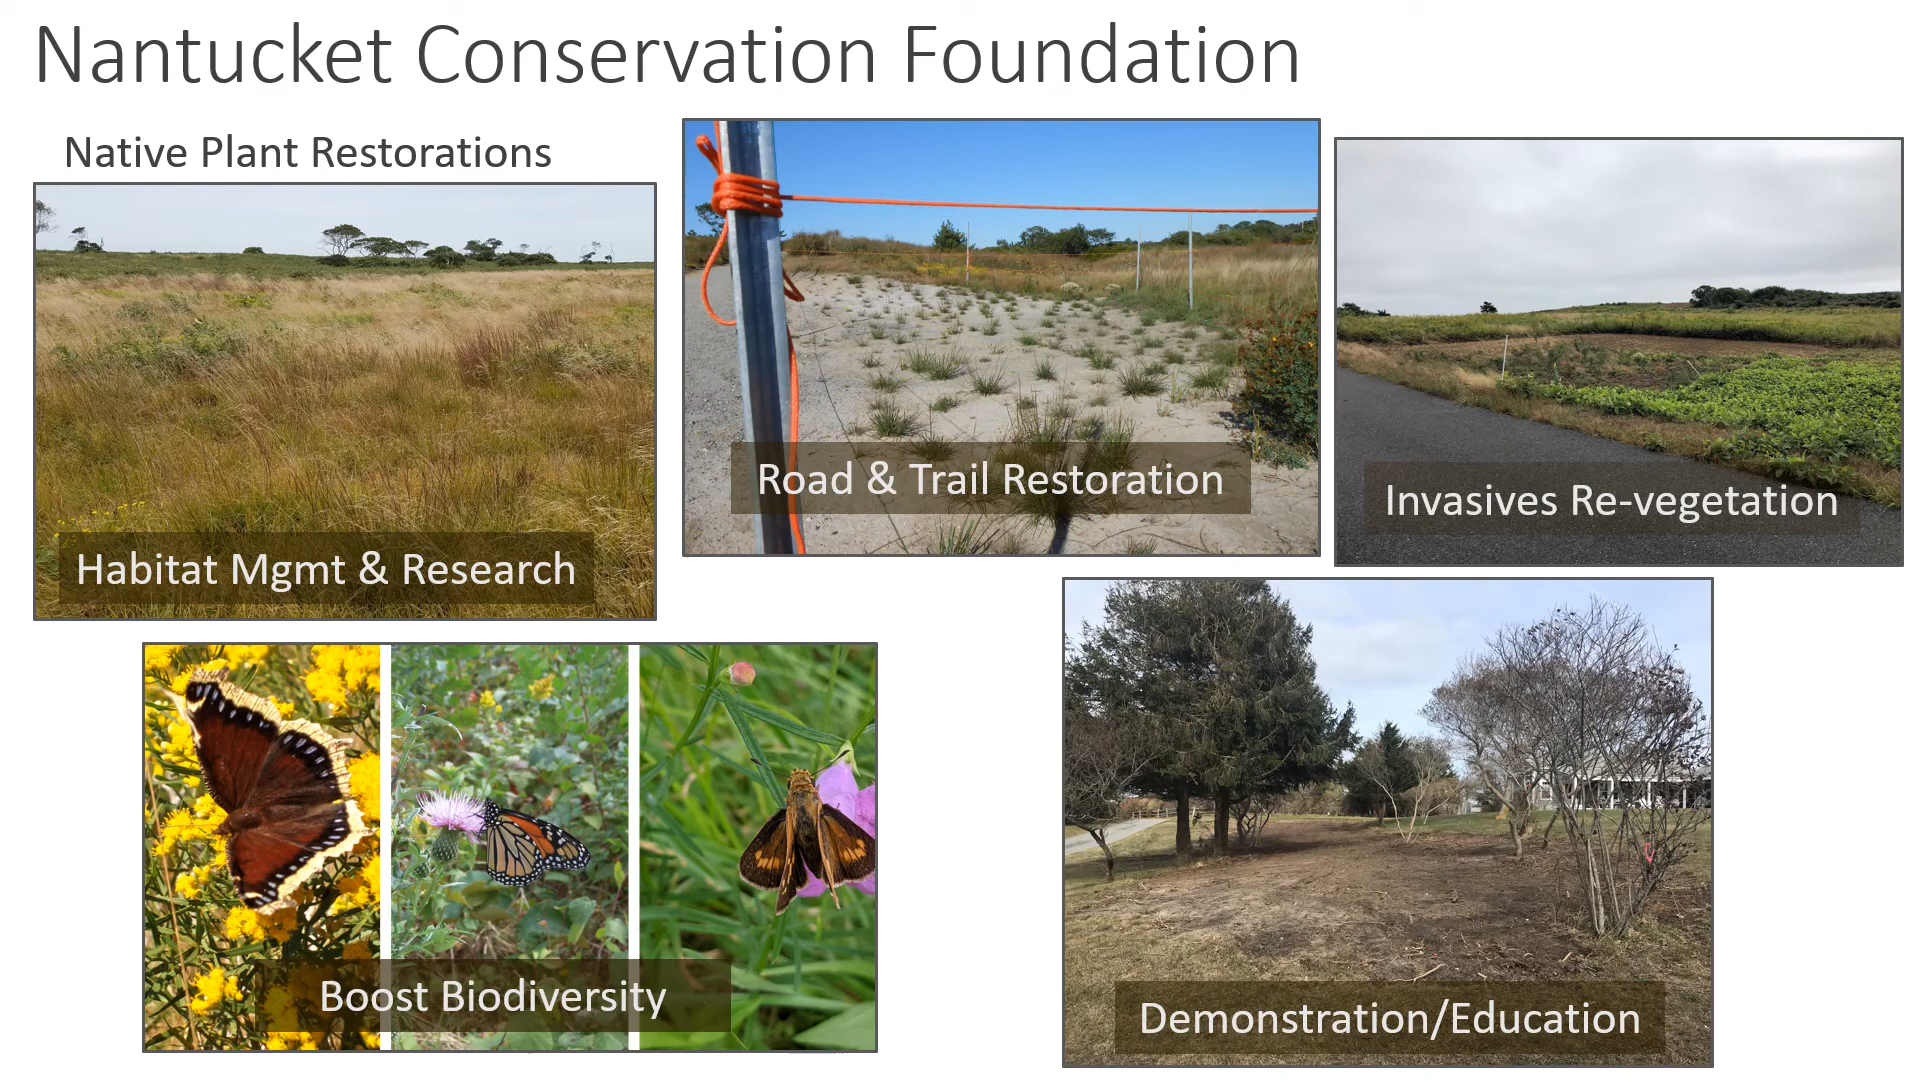 Nantucket Conservation Foundation
Native Plant Restorations
Habitat Mgmt & Research
Road & Trail Restoration
Invasives Re-vegetation
Boost Biodiversity
Demonstration/Education